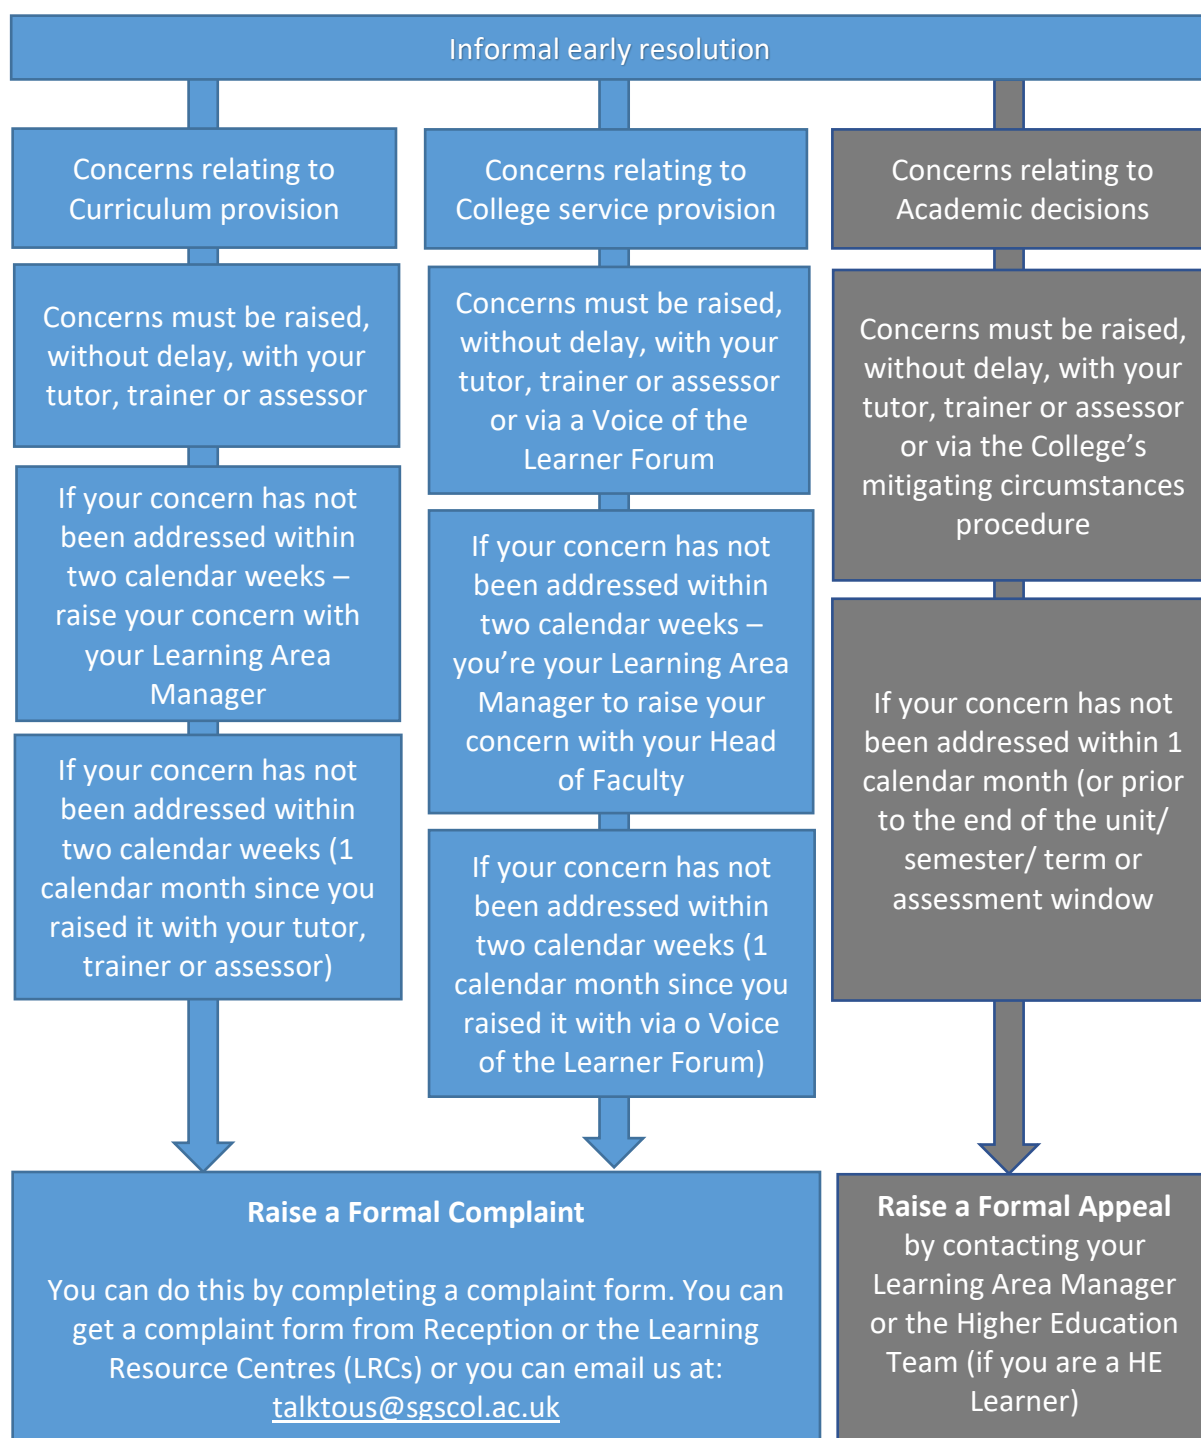 Informal early resolution
Concerns relating to
Curriculum provision
Concerns must be raised,
without delay, with your
tutor, trainer or assessor
If your concern has not
been addressed within
two calendar weeks –
raise your concern with
your Learning Area
Manager
If your concern has not
been addressed within
two calendar weeks (1
calendar month since you
raised it with your tutor,
trainer or assessor)
Concerns relating to
College service provision
Concerns must be raised,
without delay, with your
tutor, trainer or assessor
or via a Voice of the
Learner Forum
If your concern has not
been addressed within
two calendar weeks –
you’re your Learning Area
Manager to raise your
concern with your Head
of Faculty
If your concern has not
been addressed within
two calendar weeks (1
calendar month since you
raised it with via o Voice
of the Learner Forum)
Raise a Formal Complaint
You can do this by completing a complaint form. You can
get a complaint form from Reception or the Learning
Resource Centres (LRCs) or you can email us at:
talktous@sgscol.ac.uk
Concerns relating to
Academic decisions
Concerns must be raised,
without delay, with your
tutor, trainer or assessor
or via the College’s
mitigating circumstances
procedure
If your concern has not
been addressed within 1
calendar month (or prior
to the end of the unit/
semester/ term or
assessment window
Raise a Formal Appeal
by contacting your
Learning Area Manager
or the Higher Education
Team (if you are a HE
Learner)